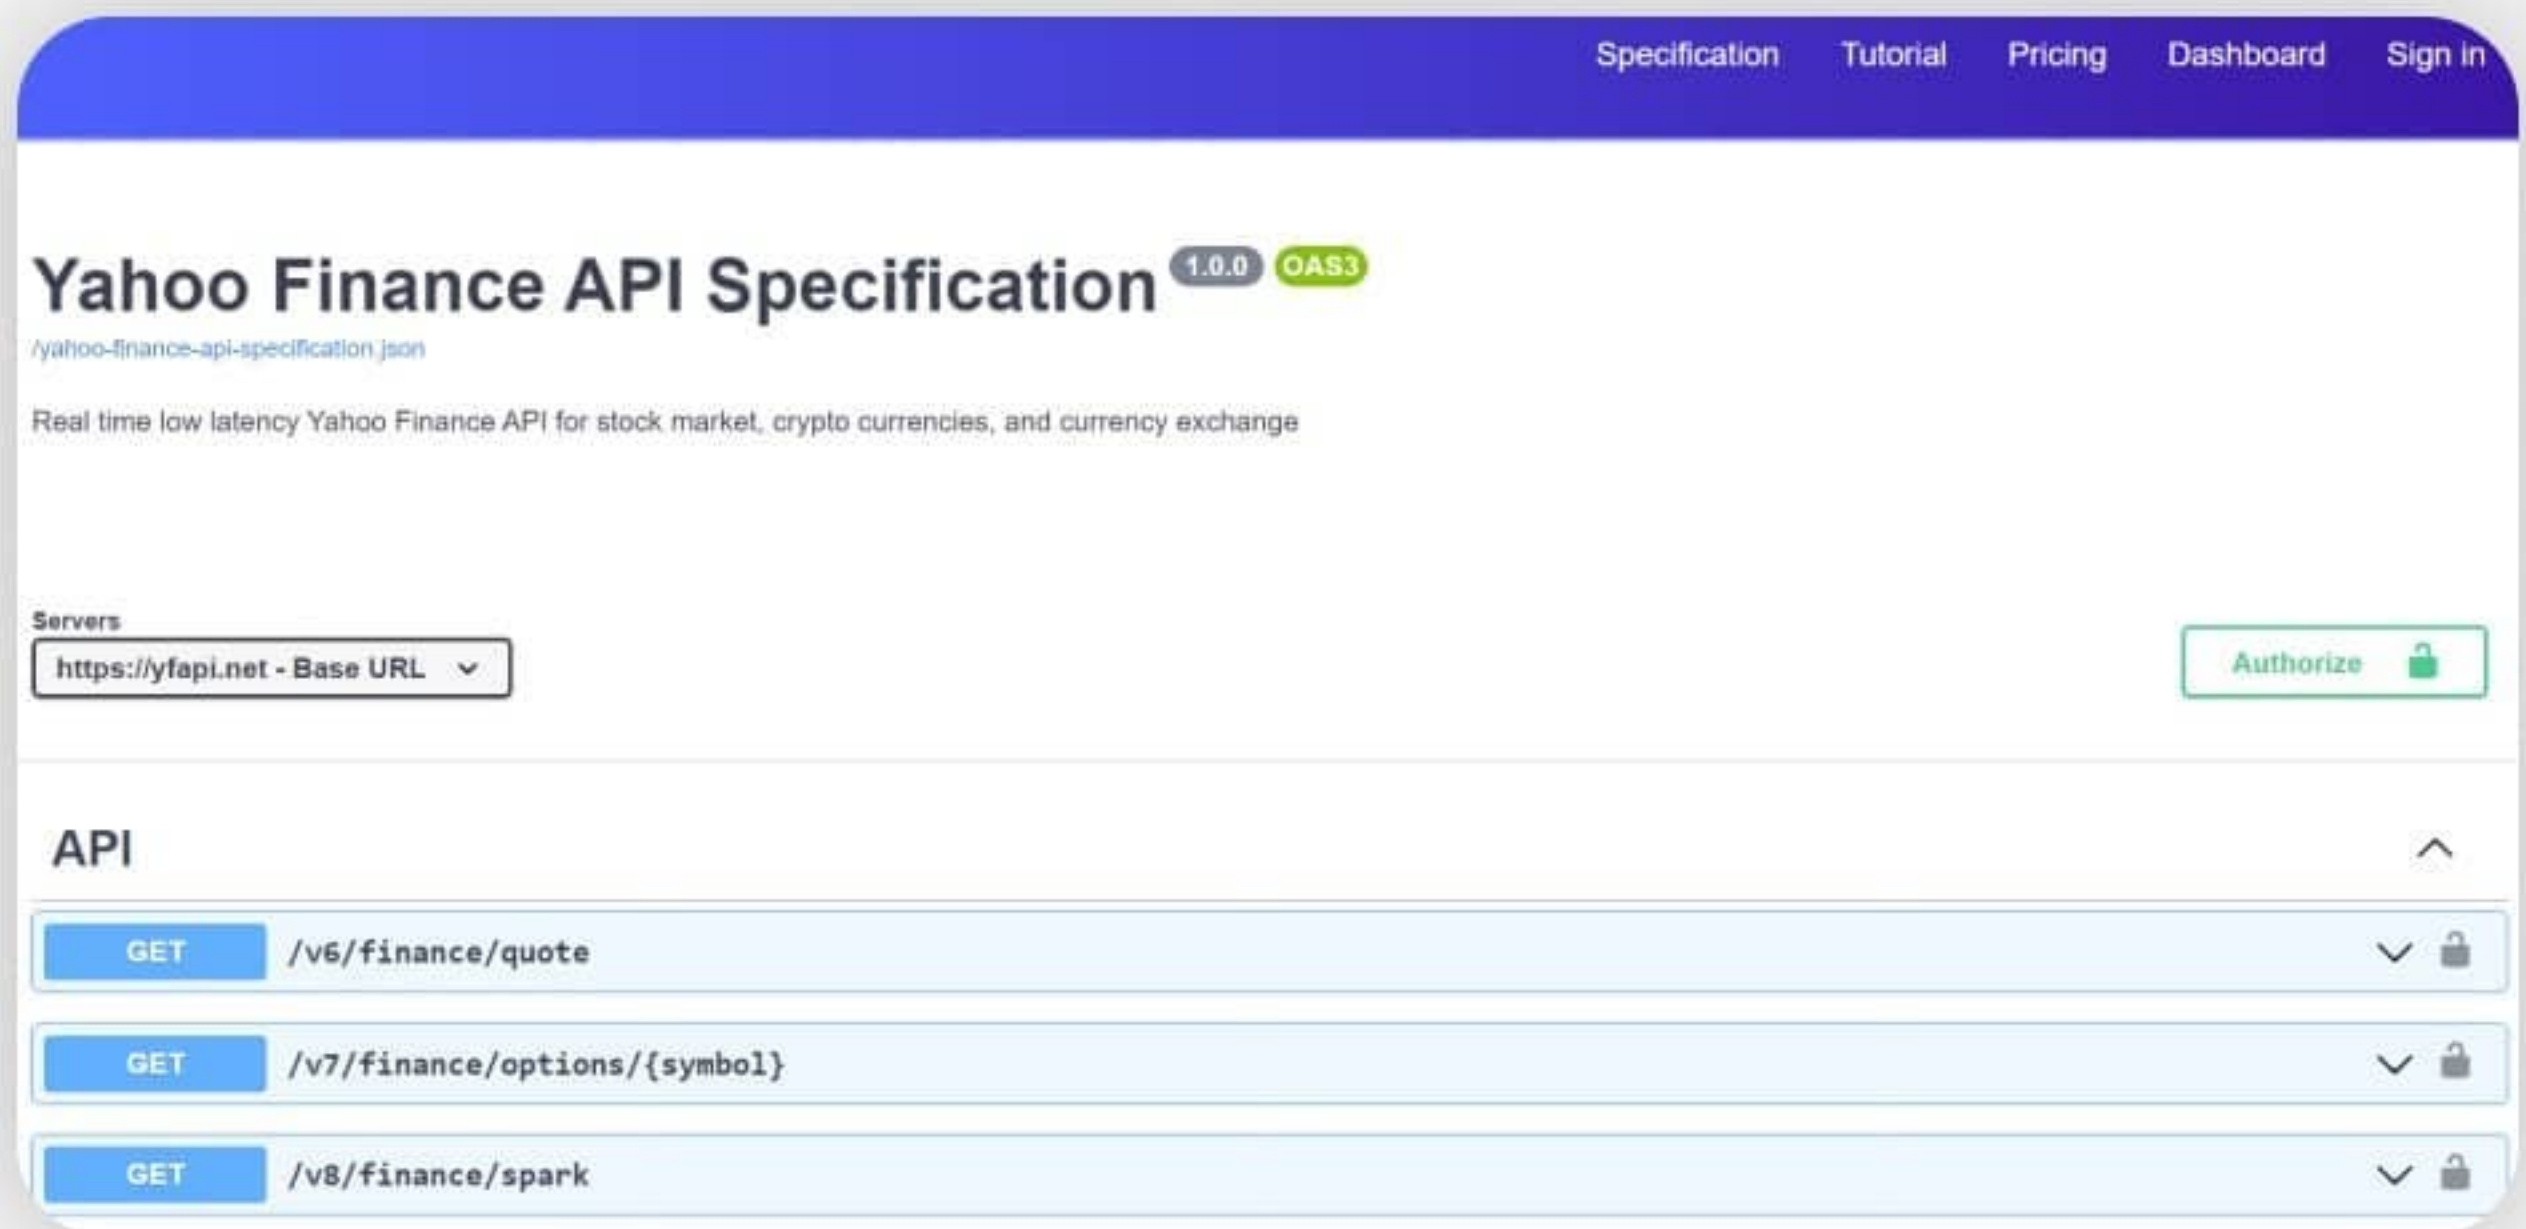 Specification Tutorial Pricing Dashboard Sign in
Yahoo Finance API Specification 1.0.0 OAS3
/yahoo-finance-api-specification.json
Real time low latency Yahoo Finance API for stock market, crypto currencies, and currency exchange
Servers
https://yfapi.net - Base URL
Authorize
API
GET /v6/finance/quote
GET /v7/finance/options/{symbol}
GET /v8/finance/spark